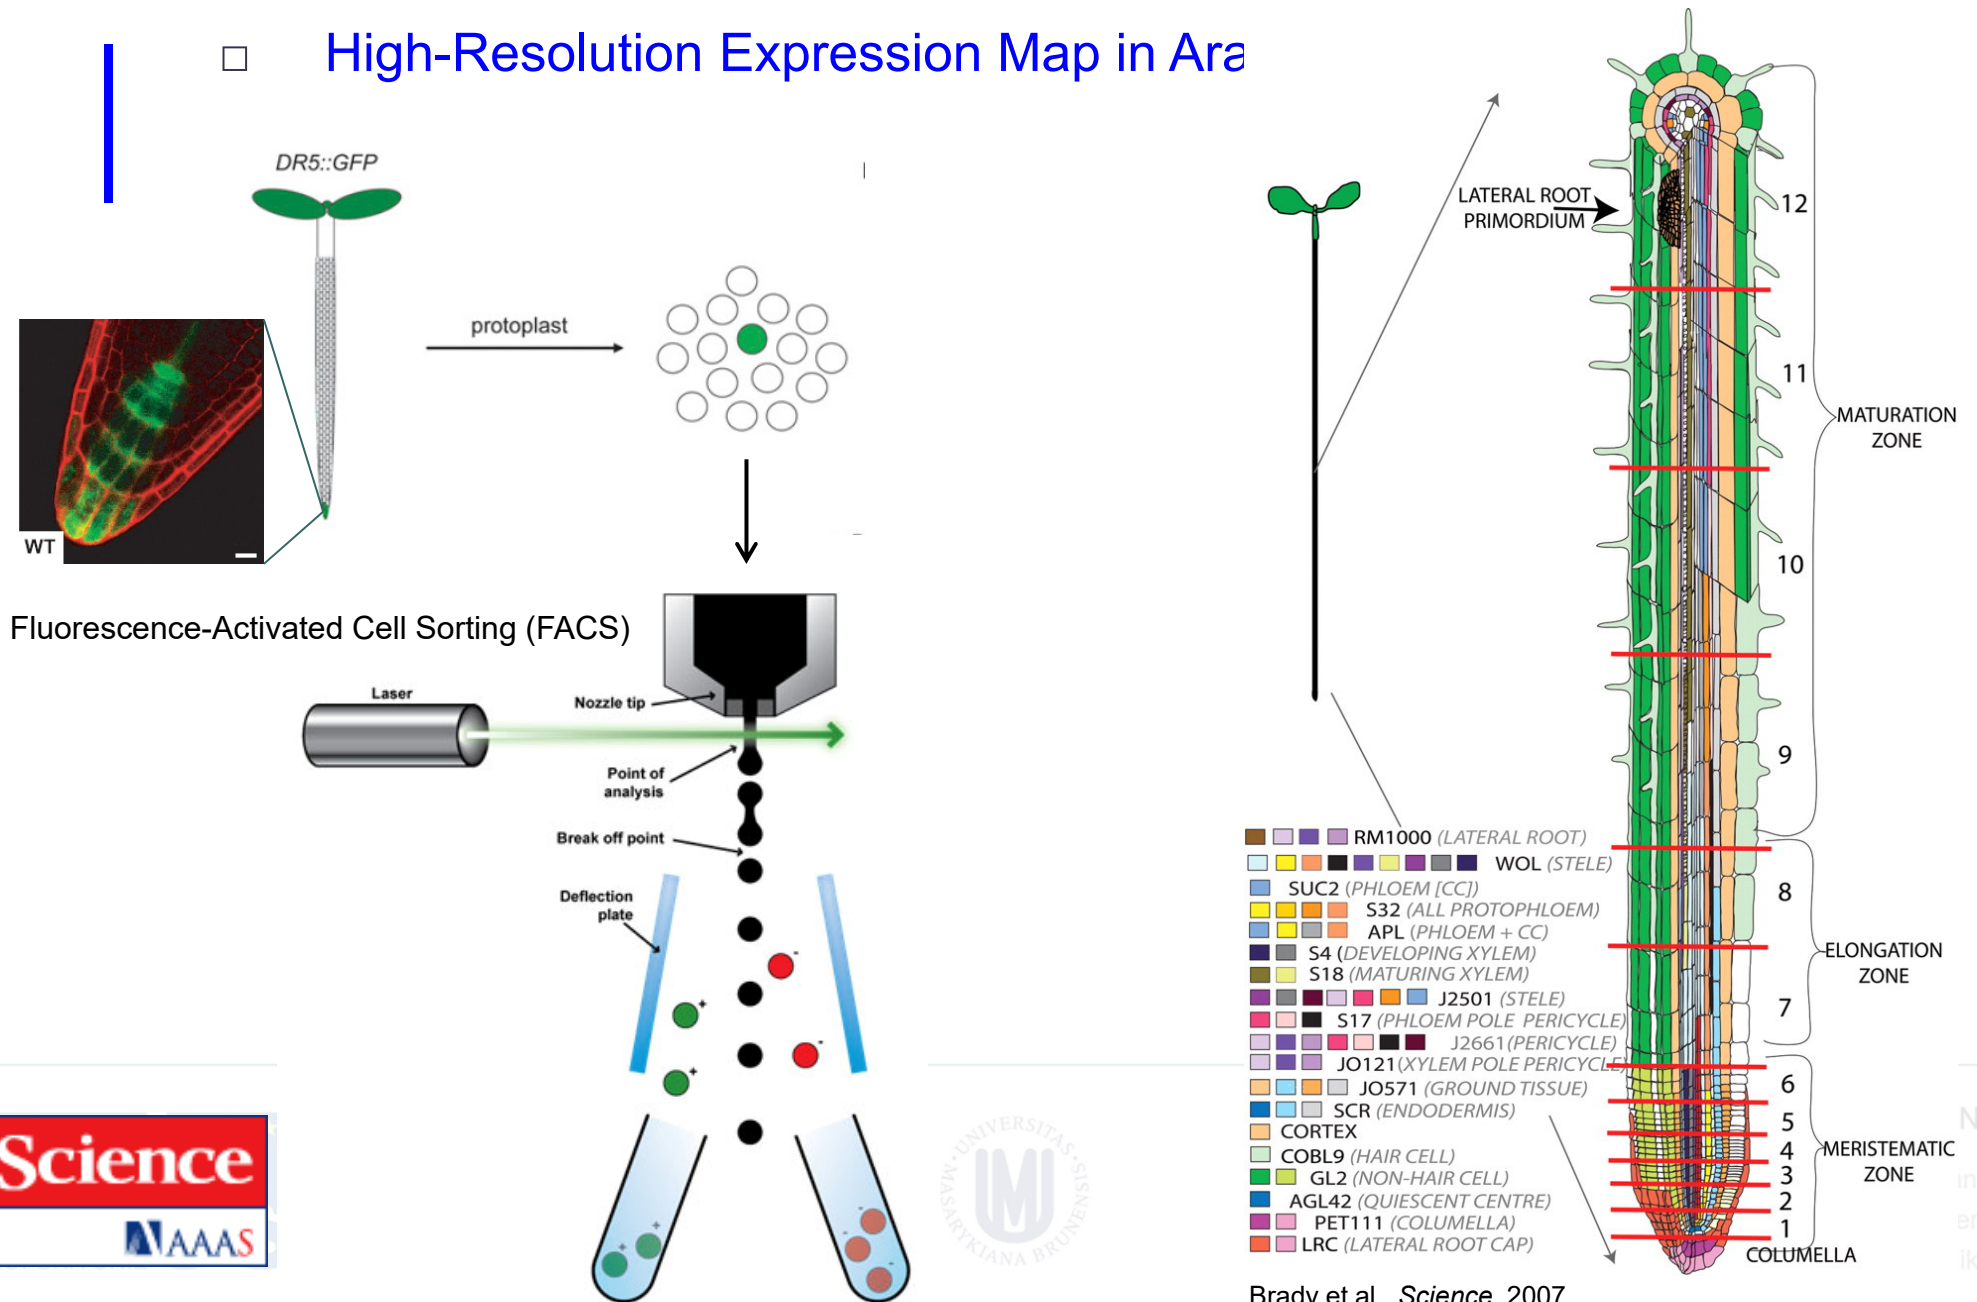 High-Resolution Expression Map in Ara
DR5::GFP
protoplast
WT
Fluorescence-Activated Cell Sorting (FACS)
Laser
Nozzle tip
Point of
analysis
Break off point
Deflection
plate
Science
AAAS
LATERAL ROOT
PRIMORDIUM
12
11
10
9
8
7
6
5
4
3
2
1
MATURATION
ZONE
ELONGATION
ZONE
MERISTEMATIC
ZONE
COLUMELLA
RM1000 (LATERAL ROOT)
WOL (STELE)
SUC2 (PHLOEM [CC])
S32 (ALL PROTOPHLOEM)
APL (PHLOEM + CC)
S4 (DEVELOPING XYLEM)
S18 (MATURING XYLEM)
J2501 (STELE)
S17 (PHLOEM POLE PERICYCLE)
J2661(PERICYCLE)
JO121(XYLEM POLE PERICYCLE)
JO571 (GROUND TISSUE)
SCR (ENDODERMIS)
CORTEX
COBL9 (HAIR CELL)
GL2 (NON-HAIR CELL)
AGL42 (QUIESCENT CENTRE)
PET111 (COLUMELLA)
LRC (LATERAL ROOT CAP)
UNIVERSITAS · MASARYKIANA BRUNENSIS
Brady et al., Science, 2007